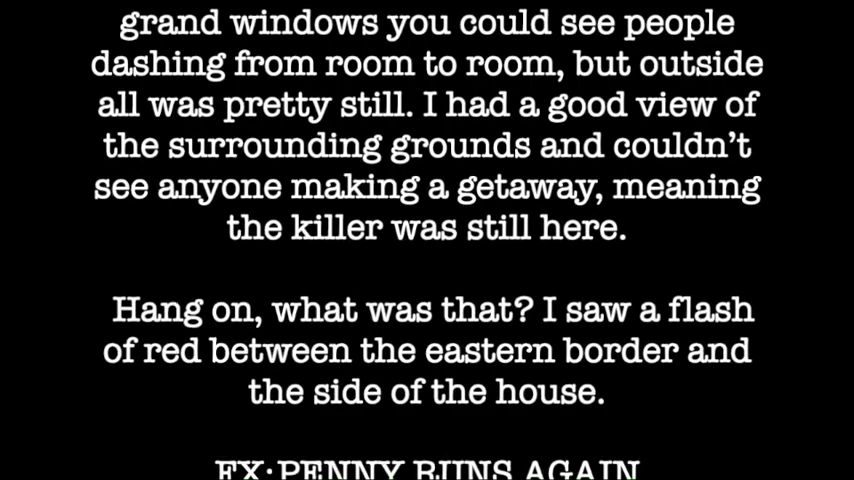 grand windows you could see people
dashing from room to room, but outside
all was pretty still. I had a good view of
the surrounding grounds and couldn’t
see anyone making a getaway, meaning
the killer was still here.
Hang on, what was that? I saw a flash
of red between the eastern border and
the side of the house.
FX: PENNY RUNS AGAIN